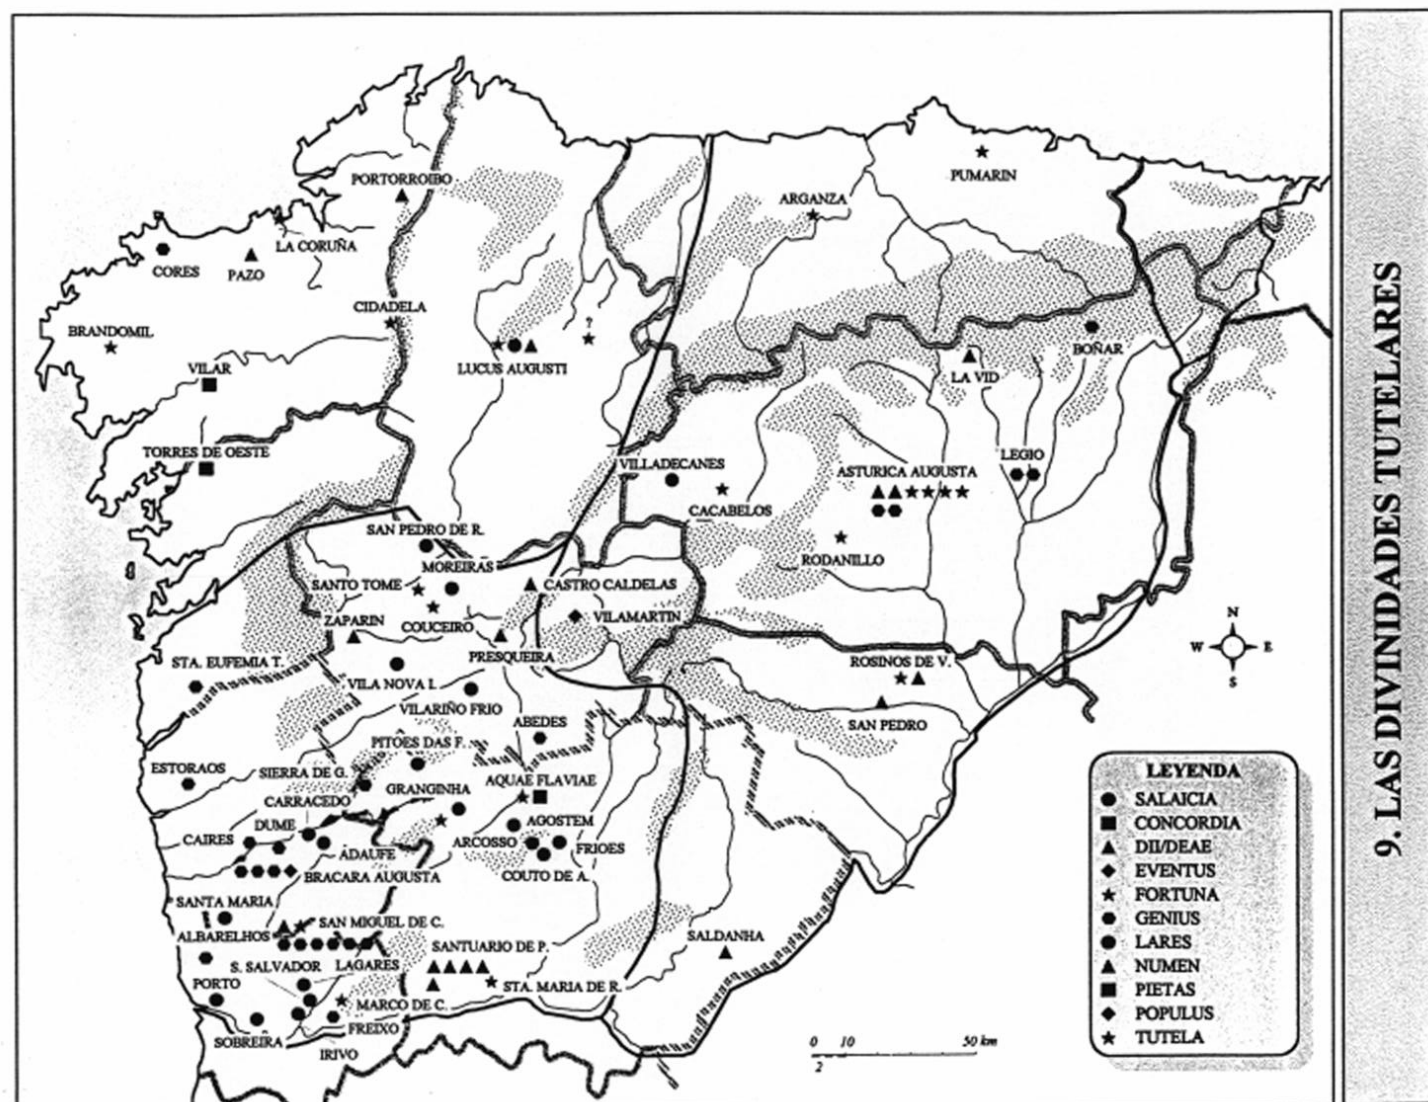 PUMARIN
PORTORROIBO
ARGANZA
LA CORUÑA
CORES
PAZO
CIDADELA
BRANDOMIL
?
BOÑAR
VILAR
LUCUS AUGUSTI
LA VID
TORRES DE OESTE
VILLADECANES
LEGIO
ASTURICA AUGUSTA
CACABELOS
SAN PEDRO DE R.
RODANILLO
MOREIRAS
SANTO TOME
CASTRO CALDELAS
ZAPARIN
COUCEIRO
VILAMARTIN
N
W E
S
STA. EUFEMIA T.
PRESQUEIRA
ROSINOS DE V.
VILA NOVA I.
VILARIÑO FRIO
SAN PEDRO
ABEDES
PITOES DAS F.
ESTORAOS
SIERRA DE G.
AQUAE FLAVIAE
GRANGINHA
CARRACEDO
DUME
AGOSTEM
CAIRES
ARCOSSO
FRIOES
ADAUFE
BRACARA AUGUSTA
COUTO DE A.
SANTA MARIA
SAN MIGUEL DE C.
ALBARELHOS
SANTUARIO DE P.
SALDANHA
S. SALVADOR
LAGARES
PORTO
STA. MARIA DE R.
MARCO DE C.
FREIXO
SOBREIRA
IRIVO
0 10 50 km
2
LEYENDA
SALAICIA
CONCORDIA
DII/DEAE
EVENTUS
FORTUNA
GENIUS
LARES
NUMEN
PIETAS
POPULUS
TUTELA
9. LAS DIVINDADES TUTELARES